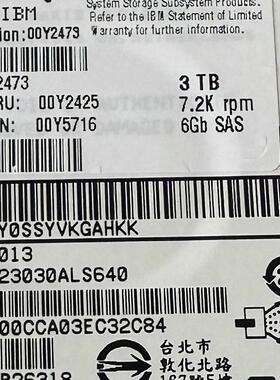 System Storage Subsystem Products.
IBM Refer to the IBM Statement of Limited
ion:00Y2479 Warranty for further information.
2473 3 TB
RU: 00Y2425 7.2K rpm
N: 00Y5716 6Gb SAS
Y0SSYVKGAHKK
013
23030ALS640
00CCA03EC32C84
台北市
敦化北路